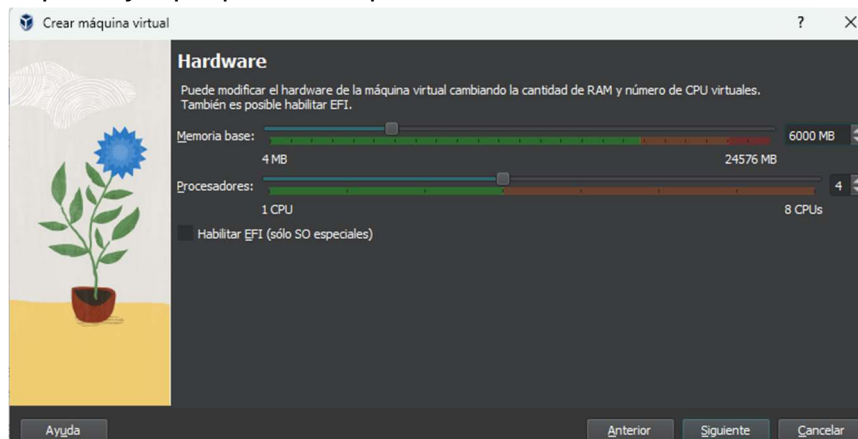 Crear máquina virtual
Hardware
Puede modificar el hardware de la máquina virtual cambiando la cantidad de RAM y número de CPU virtuales.
También es posible habilitar EFI.
Memoria base:
6000 MB
4 MB
24576 MB
Procesadores:
4
1 CPU
8 CPUs
Habilitar EFI (sólo SO especiales)
Ayuda
Anterior
Siguiente
Cancelar